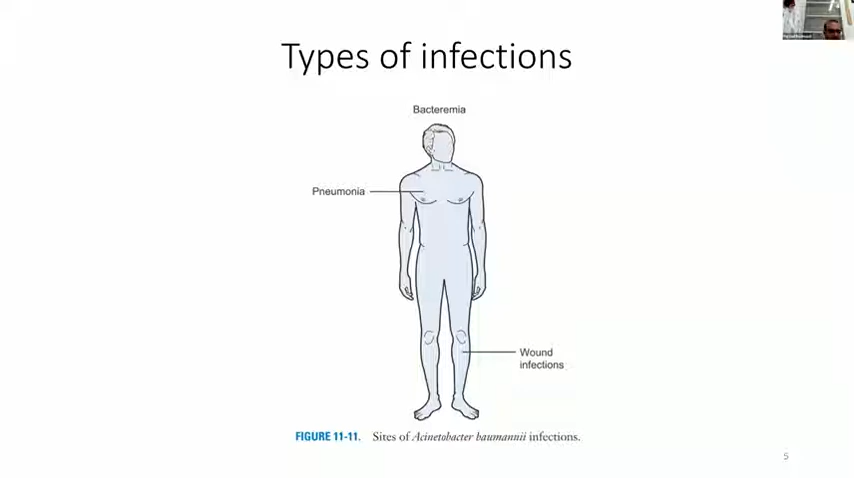 Types of infections
Bacteremia
Pneumonia
Wound
infections
FIGURE 11-11. Sites of Acinetobacter baumannii infections.
5